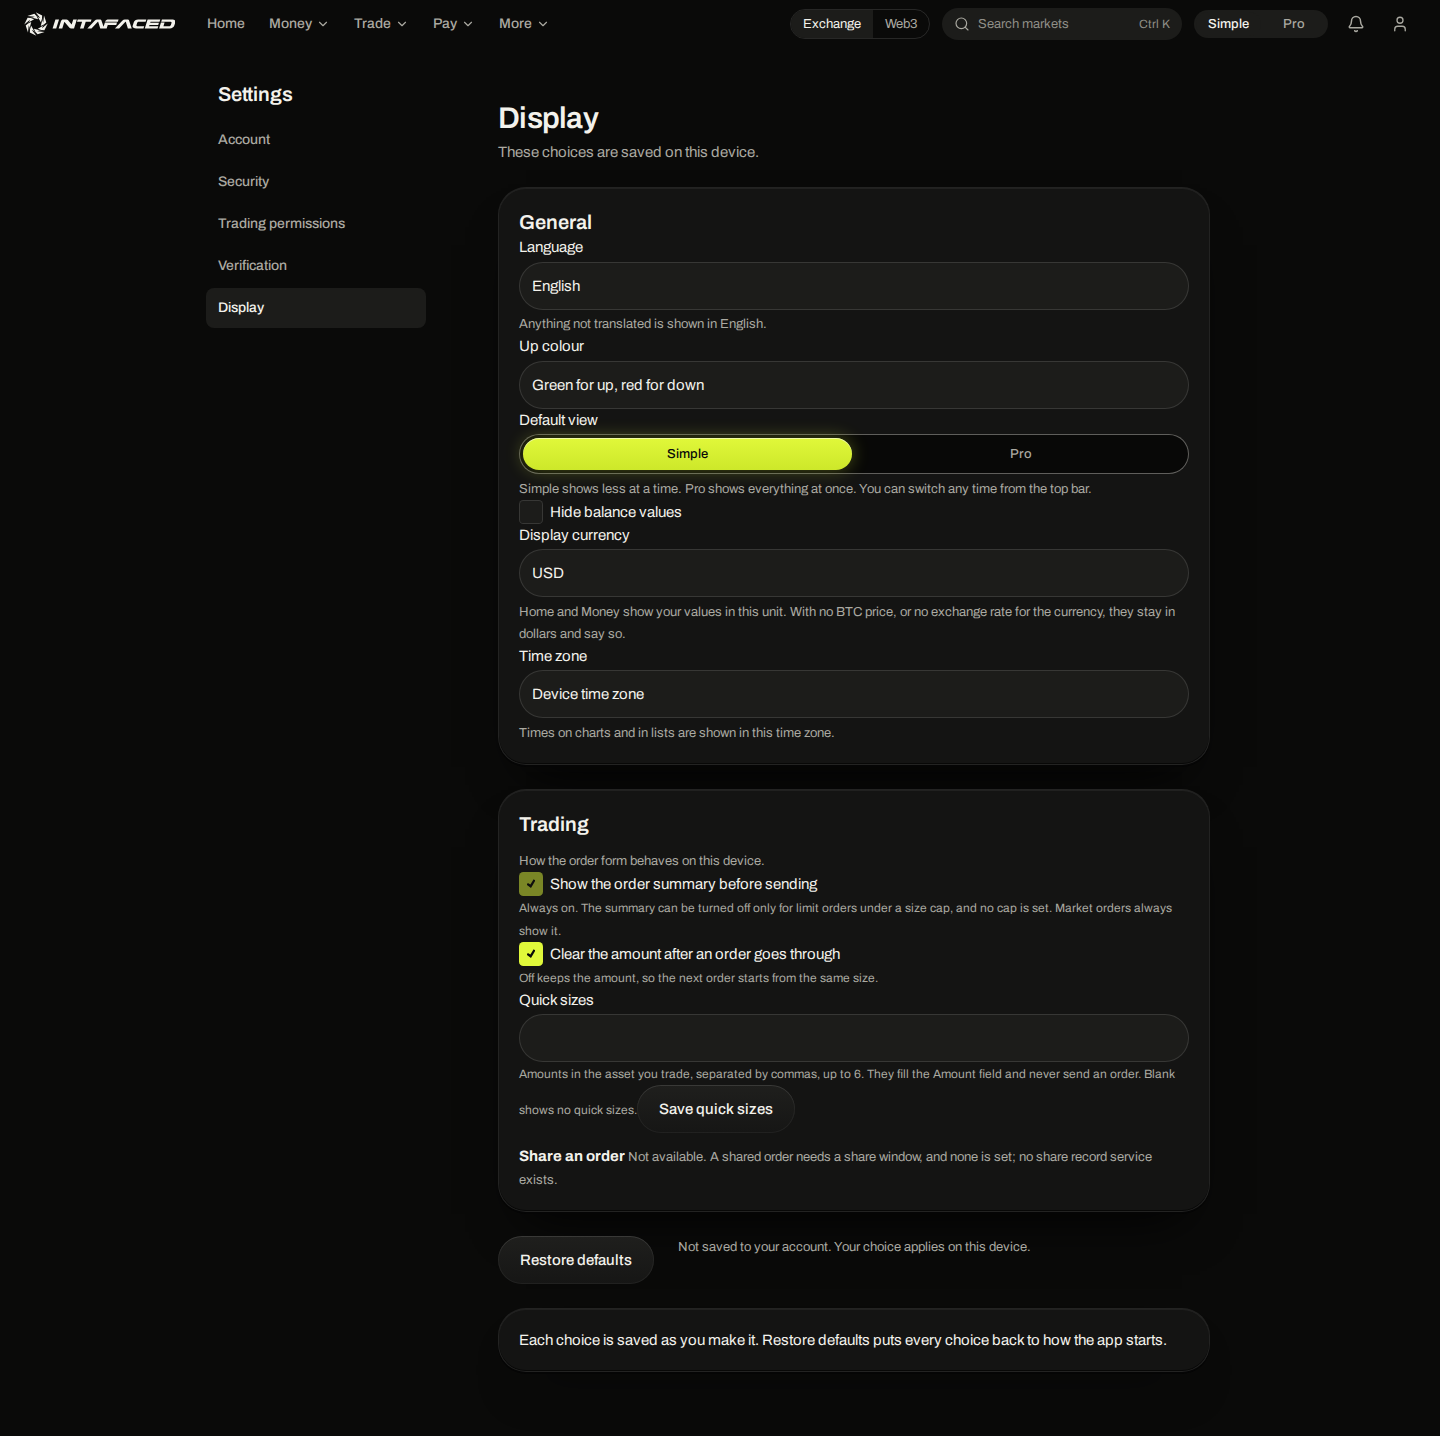 INTAFACED
Home
Money
Trade
Pay
More
Exchange
Web3
Search markets
Ctrl K
Simple
Pro
Settings
Account
Security
Trading permissions
Verification
Display
Display
These choices are saved on this device.
General
Language
English
Anything not translated is shown in English.
Up colour
Green for up, red for down
Default view
Simple
Pro
Simple shows less at a time. Pro shows everything at once. You can switch any time from the top bar.
Hide balance values
Display currency
USD
Home and Money show your values in this unit. With no BTC price, or no exchange rate for the currency, they stay in
dollars and say so.
Time zone
Device time zone
Times on charts and in lists are shown in this time zone.
Trading
How the order form behaves on this device.
Show the order summary before sending
Always on. The summary can be turned off only for limit orders under a size cap, and no cap is set. Market orders always
show it.
Clear the amount after an order goes through
Off keeps the amount, so the next order starts from the same size.
Quick sizes
Amounts in the asset you trade, separated by commas, up to 6. They fill the Amount field and never send an order. Blank
shows no quick sizes.
Save quick sizes
Share an order Not available. A shared order needs a share window, and none is set; no share record service
exists.
Restore defaults
Not saved to your account. Your choice applies on this device.
Each choice is saved as you make it. Restore defaults puts every choice back to how the app starts.